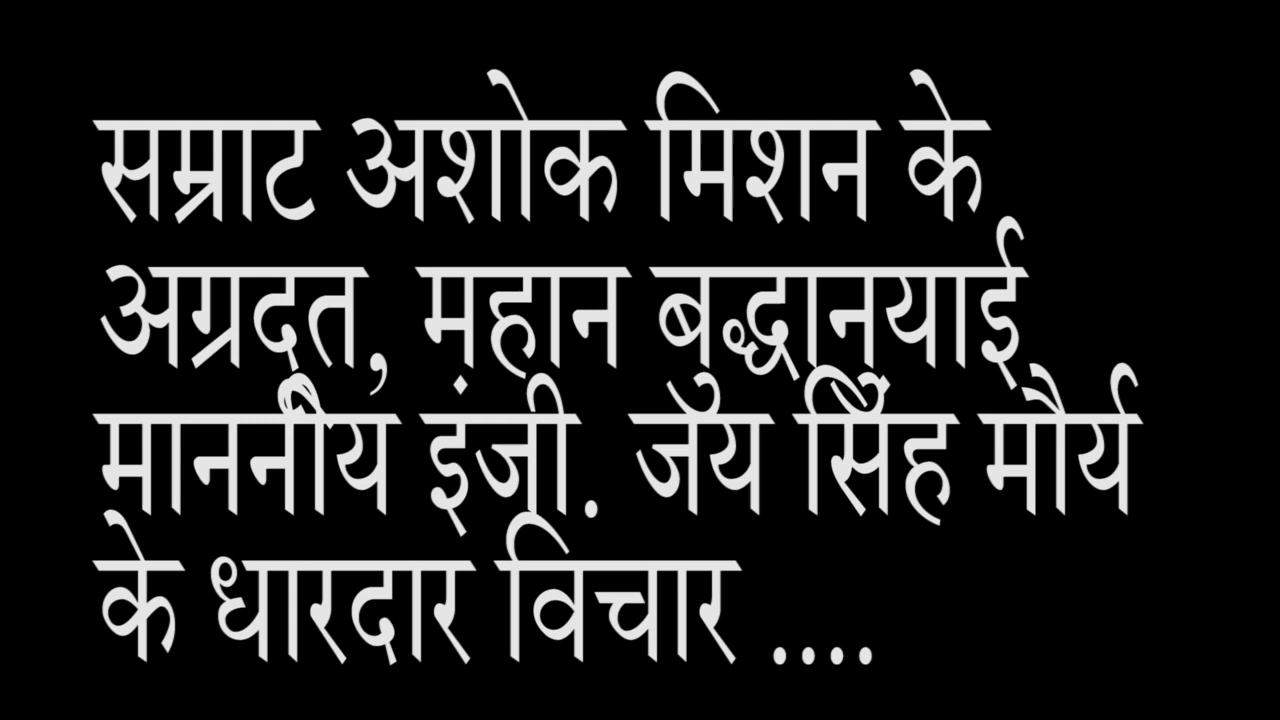 सम्राट अशोक मिशन के
अग्रदूत, महान बुद्धानुयाई
माननीय इंजी. जय सिंह मौर्य
के धारदार विचार ....